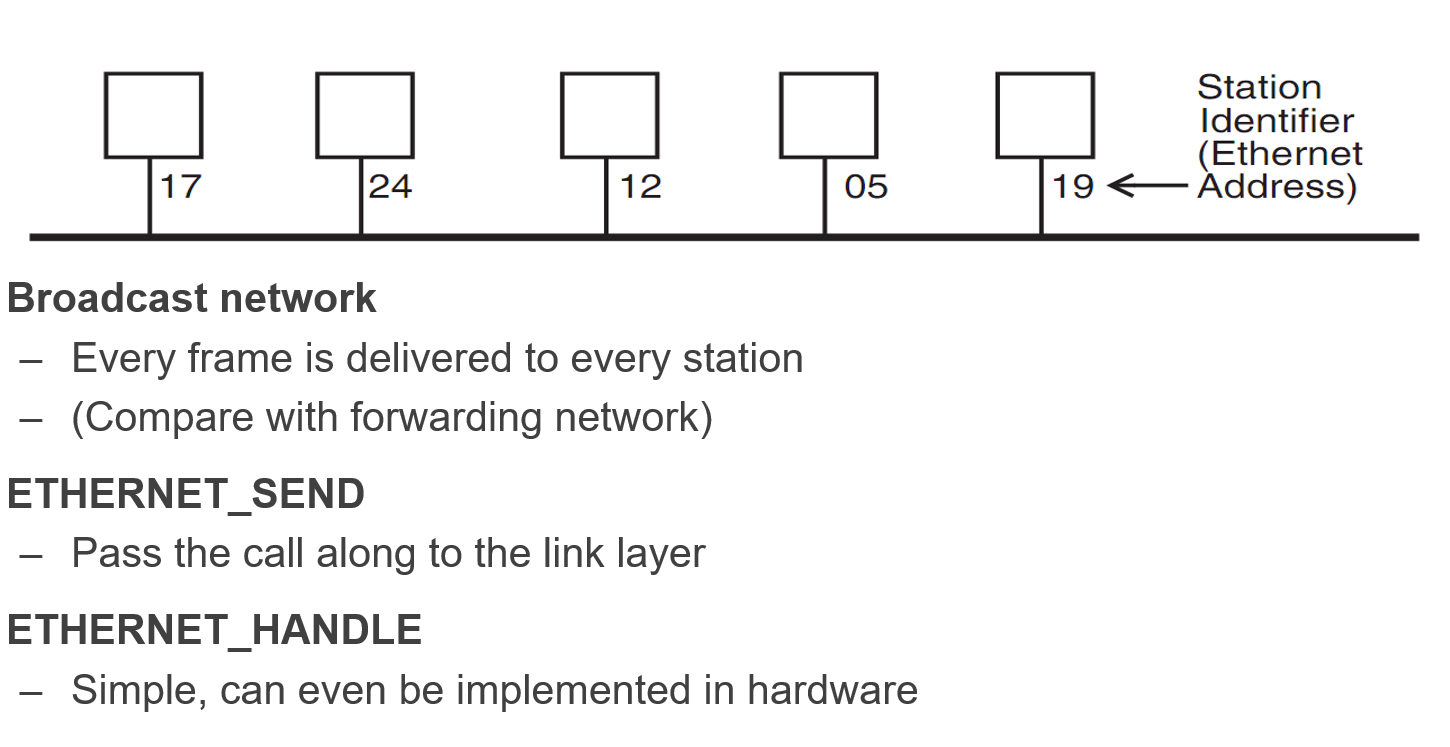 Station
Identifier
(Ethernet
Address)
17
24
12
05
19
Broadcast network
– Every frame is delivered to every station
– (Compare with forwarding network)
ETHERNET_SEND
– Pass the call along to the link layer
ETHERNET_HANDLE
– Simple, can even be implemented in hardware